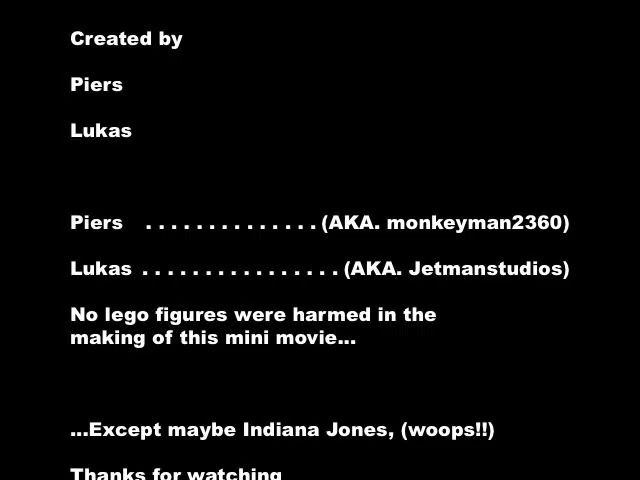 Created by
Piers
Lukas
Piers . . . . . . . . . . . . . . (AKA. monkeyman2360)
Lukas . . . . . . . . . . . . . . . . (AKA. Jetmanstudios)
No lego figures were harmed in the
making of this mini movie...
...Except maybe Indiana Jones, (woops!!)
Thanks for watching